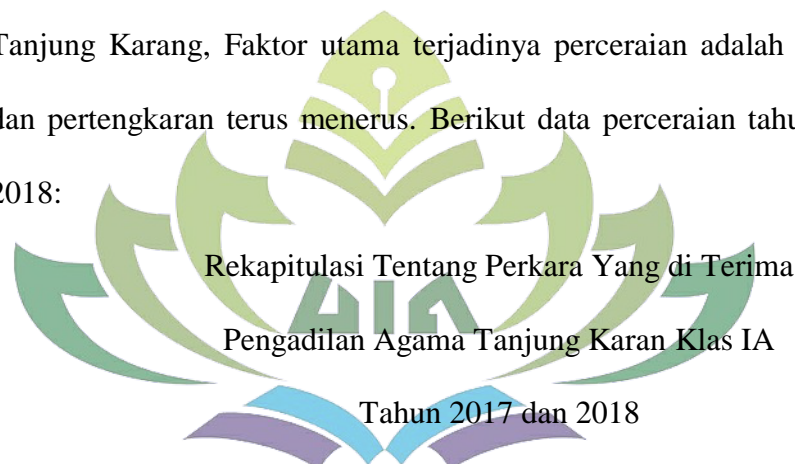 Tanjung Karang, Faktor utama terjadinya perceraian adalah
dan pertengkaran terus menerus. Berikut data perceraian
2018:
Rekapitulasi Tentang Perkara Yang di Terima
Pengadilan Agama Tanjung Karan Klas IA
Tahun 2017 dan 2018